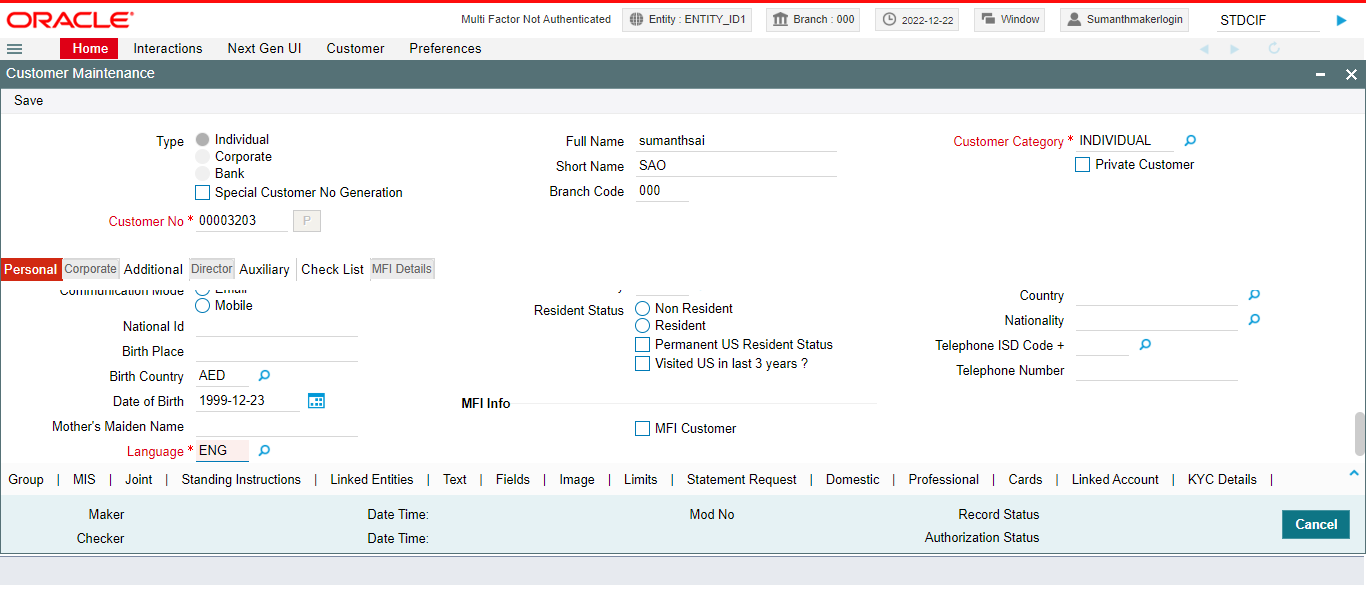 ORACLE®
Multi Factor Not Authenticated
Entity : ENTITY_ID1
Branch : 000
2022-12-22
Window
Sumanthmakerlogin
STDCIF
Home Interactions Next Gen UI Customer Preferences
Customer Maintenance
Save
Type
Individual
Corporate
Bank
Special Customer No Generation
Customer No * 00003203 P
Full Name sumanthsai
Short Name SAO
Branch Code 000
Customer Category * INDIVIDUAL
Private Customer
Personal Corporate Additional Director Auxiliary Check List MFI Details
Communication Mode Email
Mobile
National Id
Birth Place
Birth Country AED
Date of Birth 1999-12-23
Mother's Maiden Name
Language * ENG
Resident Status
Non Resident
Resident
Permanent US Resident Status
Visited US in last 3 years ?
MFI Info
MFI Customer
Country
Nationality
Telephone ISD Code +
Telephone Number
Group | MIS | Joint | Standing Instructions | Linked Entities | Text | Fields | Image | Limits | Statement Request | Domestic | Professional | Cards | Linked Account | KYC Details |
Maker Date Time: Mod No Record Status
Checker Date Time: Authorization Status
Cancel